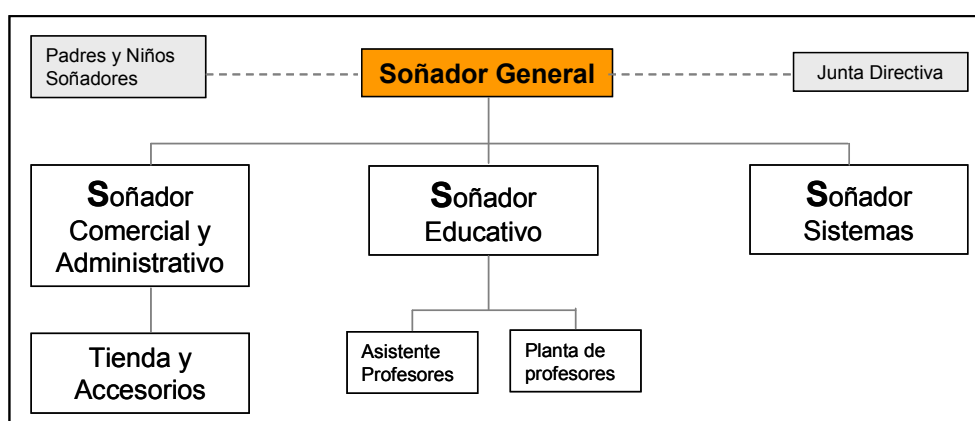 Padres y Niños
Soñadores
Soñador General
Junta Directiva
Soñador
Comercial y
Administrativo
Soñador
Educativo
Soñador
Sistemas
Tienda y
Accesorios
Asistente
Profesores
Planta de
profesores